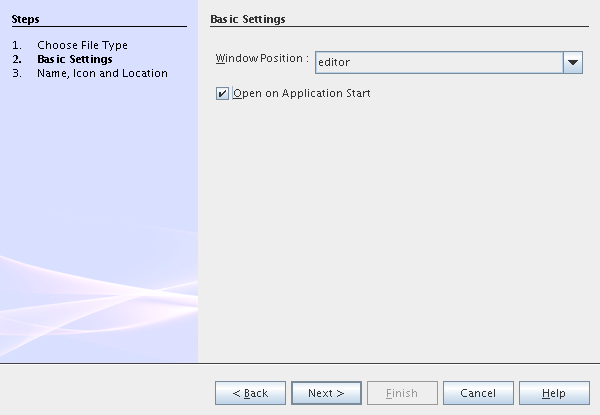 Steps
1. Choose File Type
2. Basic Settings
3. Name, Icon and Location
Basic Settings
Window Position :
editor
Open on Application Start
< Back
Next >
Finish
Cancel
Help